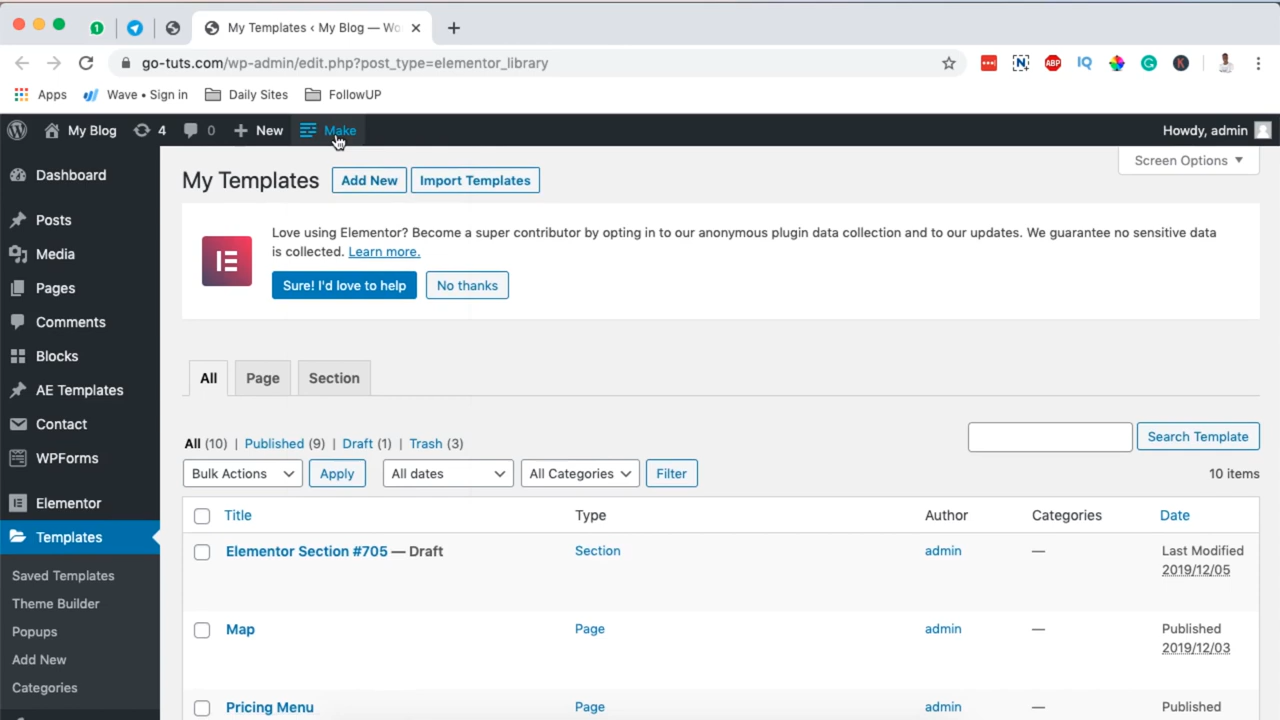 1
My Templates ‹ My Blog — Wo
go-tuts.com/wp-admin/edit.php?post_type=elementor_library
ABP
IQ
K
Apps
Wave • Sign in
Daily Sites
FollowUP
My Blog
4
0
New
Make
Howdy, admin
Screen Options
Dashboard
Posts
Media
Pages
Comments
Blocks
AE Templates
Contact
WPForms
Elementor
Templates
Saved Templates
Theme Builder
Popups
Add New
Categories
My Templates
Add New
Import Templates
Love using Elementor? Become a super contributor by opting in to our anonymous plugin data collection and to our updates. We guarantee no sensitive data
is collected. Learn more.
Sure! I'd love to help
No thanks
All
Page
Section
All (10) | Published (9) | Draft (1) | Trash (3)
Search Template
Bulk Actions
Apply
All dates
All Categories
Filter
10 items
Title Type Author Categories Date
Elementor Section #705 — Draft Section admin — Last Modified
2019/12/05
Map Page admin — Published
2019/12/03
Pricing Menu Page admin — Published